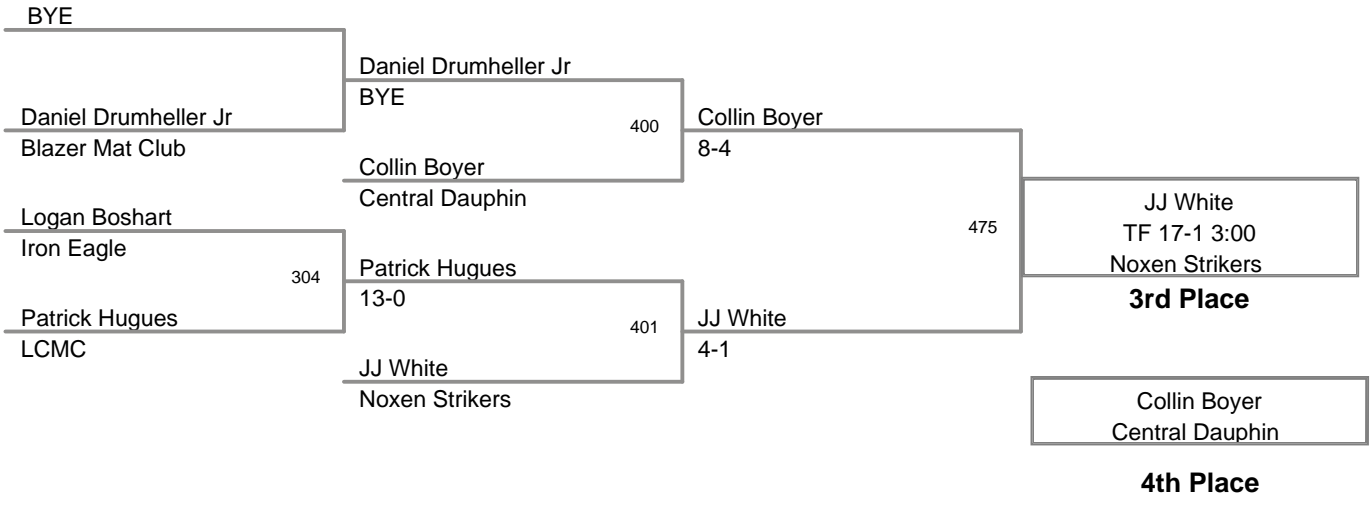 BYE
Daniel Drumheller Jr
BYE
Daniel Drumheller Jr
Blazer Mat Club
400
Collin Boyer
8-4
Collin Boyer
Central Dauphin
Logan Boshart
Iron Eagle
304
Patrick Hugues
13-0
Patrick Hugues
LCMC
401
JJ White
4-1
JJ White
Noxen Strikers
475
JJ White
TF 17-1 3:00
Noxen Strikers
3rd Place
Collin Boyer
Central Dauphin
4th Place